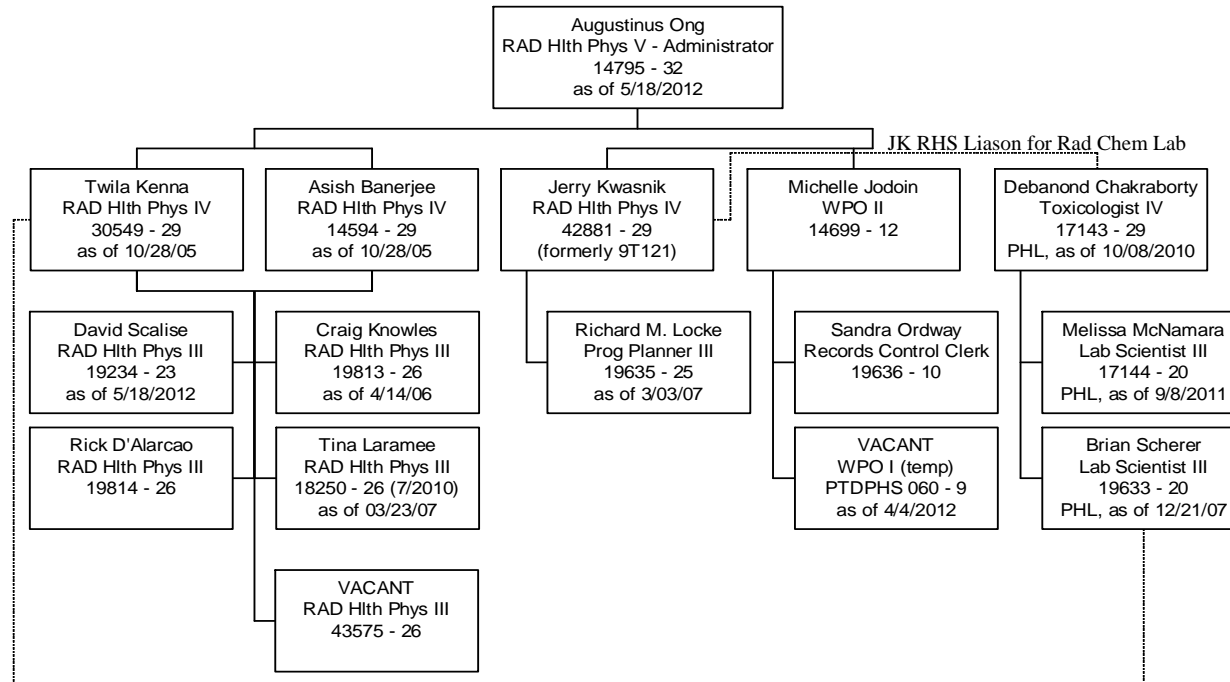 Augustinus Ong
RAD Hlth Phys V - Administrator
14795 - 32
as of 5/18/2012
JK RHS Liason for Rad Chem Lab
Twila Kenna
RAD Hlth Phys IV
30549 - 29
as of 10/28/05
Asish Banerjee
RAD Hlth Phys IV
14594 - 29
as of 10/28/05
Jerry Kwasnik
RAD Hlth Phys IV
42881 - 29
(formerly 9T121)
Michelle Jodoin
WPO II
14699 - 12
Debanond Chakraborty
Toxicologist IV
17143 - 29
PHL, as of 10/08/2010
David Scalise
RAD Hlth Phys III
19234 - 23
as of 5/18/2012
Craig Knowles
RAD Hlth Phys III
19813 - 26
as of 4/14/06
Richard M. Locke
Prog Planner III
19635 - 25
as of 3/03/07
Sandra Ordway
Records Control Clerk
19636 - 10
Melissa McNamara
Lab Scientist III
17144 - 20
PHL, as of 9/8/2011
Rick D'Alarcao
RAD Hlth Phys III
19814 - 26
Tina Laramee
RAD Hlth Phys III
18250 - 26 (7/2010)
as of 03/23/07
VACANT
WPO I (temp)
PTDPHS 060 - 9
as of 4/4/2012
Brian Scherer
Lab Scientist III
19633 - 20
PHL, as of 12/21/07
VACANT
RAD Hlth Phys III
43575 - 26